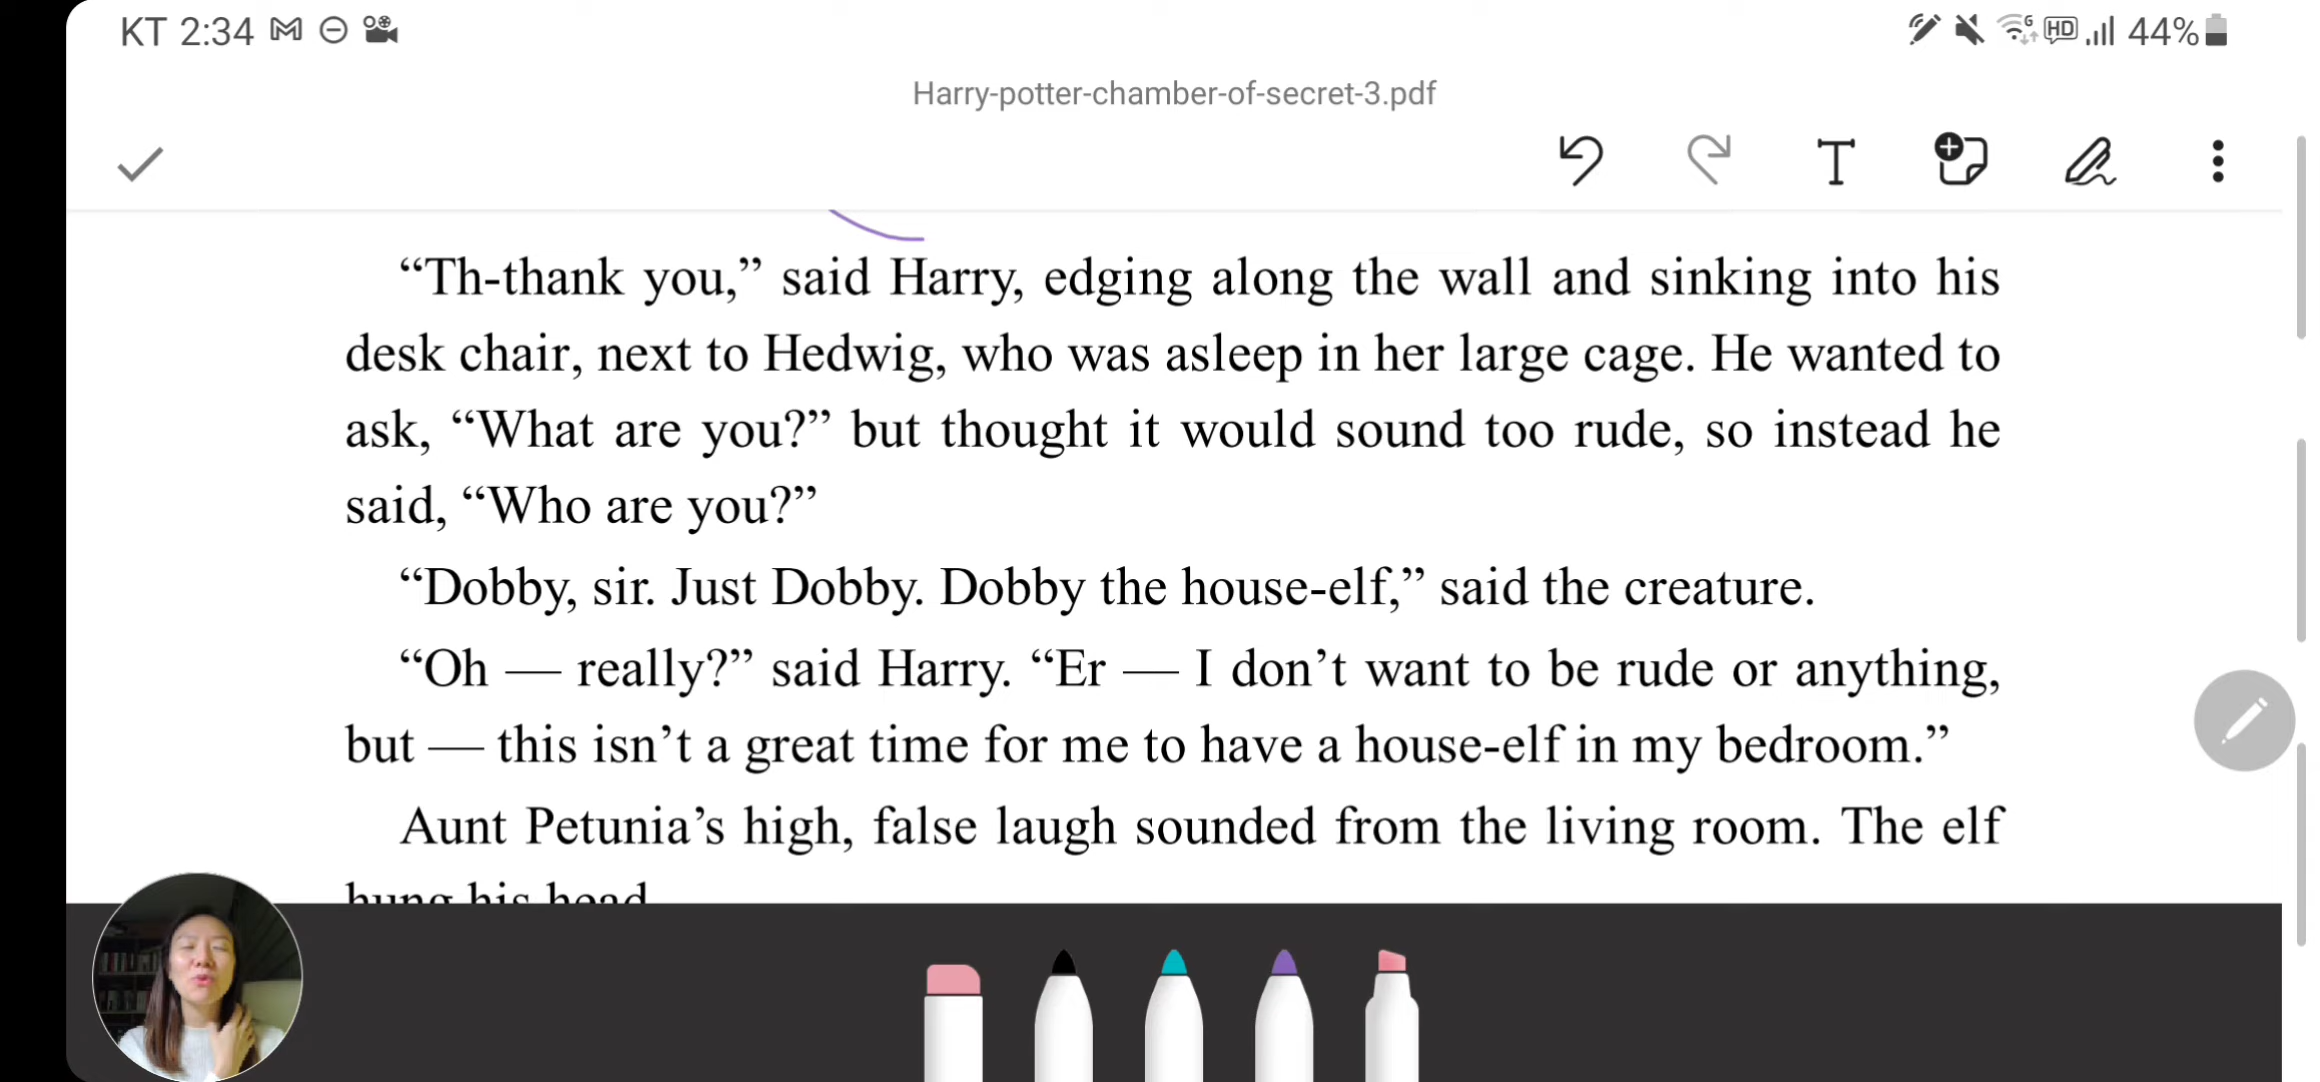 KT 2:34
HD 44%
Harry-potter-chamber-of-secret-3.pdf
“Th-thank you,” said Harry, edging along the wall and sinking into his
desk chair, next to Hedwig, who was asleep in her large cage. He wanted to
ask, “What are you?” but thought it would sound too rude, so instead he
said, “Who are you?”
“Dobby, sir. Just Dobby. Dobby the house-elf,” said the creature.
“Oh — really?” said Harry. “Er — I don’t want to be rude or anything,
but — this isn’t a great time for me to have a house-elf in my bedroom.”
Aunt Petunia’s high, false laugh sounded from the living room. The elf
hung his head